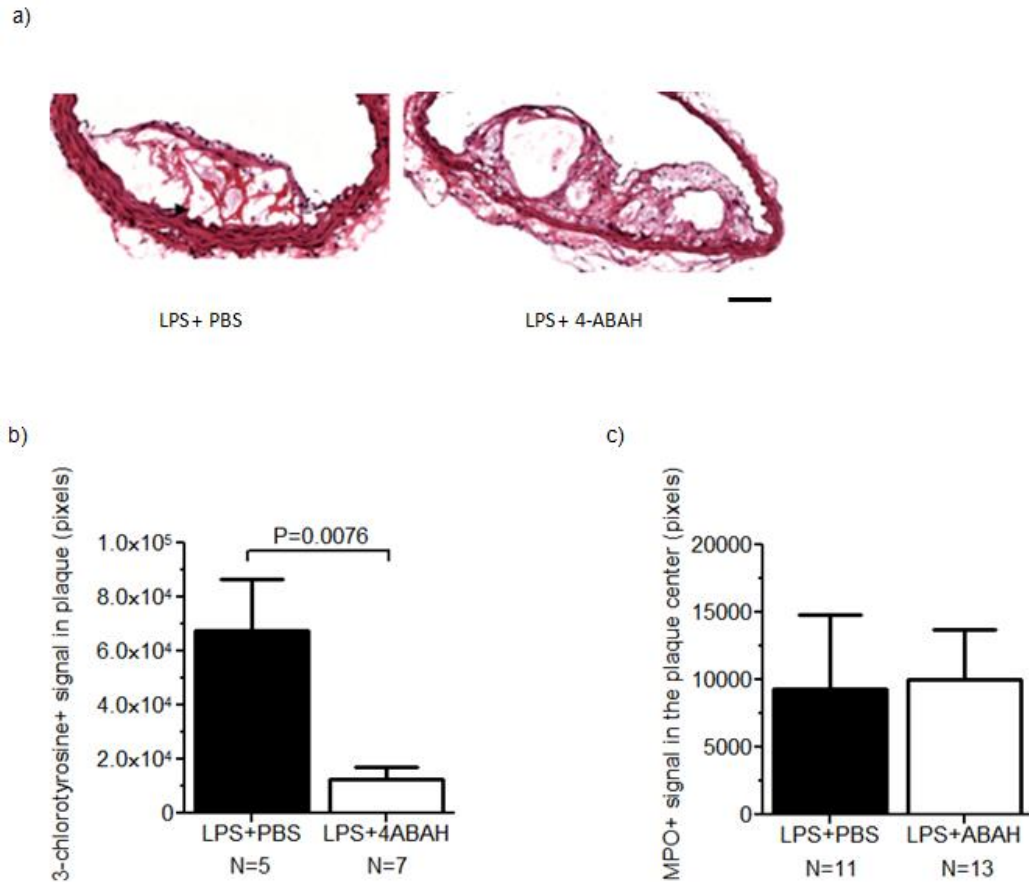 a)
LPS+ PBS
LPS+ 4-ABAH
b)
3-chlorotyrosine+ signal in plaque (pixels)
1.0x10⁵
8.0x10⁴
6.0x10⁴
4.0x10⁴
2.0x10⁴
0
P=0.0076
LPS+PBS
LPS+4ABAH
N=5
N=7
c)
MPO+ signal in the plaque center (pixels)
20000
15000
10000
5000
0
LPS+PBS
LPS+ABAH
N=11
N=13